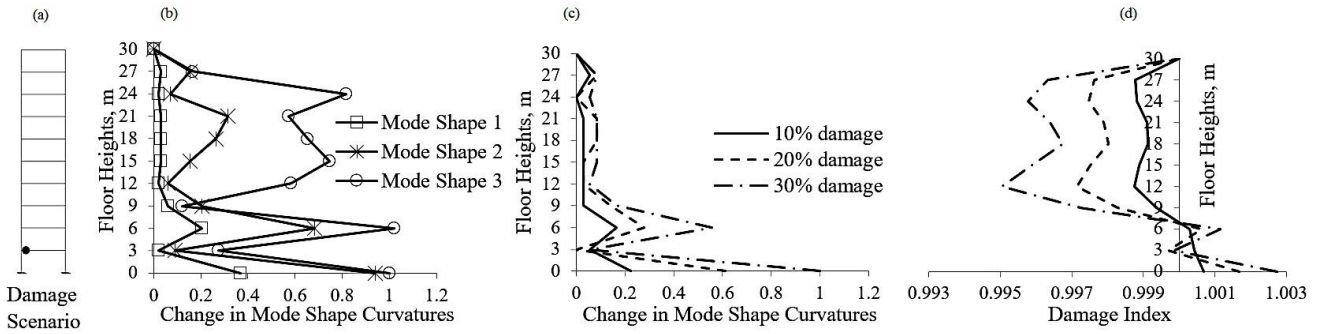 (a)
(b)
(c)
(d)
Damage
Scenario
Floor Heights, m
30
27
24
21
18
15
12
9
6
3
0
0 0.2 0.4 0.6 0.8 1 1.2
Change in Mode Shape Curvatures
Mode Shape 1
Mode Shape 2
Mode Shape 3
Floor Heights, m
30
27
24
21
18
15
12
9
6
3
0
0 0.2 0.4 0.6 0.8 1 1.2
Change in Mode Shape Curvatures
10% damage
20% damage
30% damage
30
27
24
21
18
15
12
9
6
3
0
Floor Heights, m
0.993 0.995 0.997 0.999 1.001 1.003
Damage Index